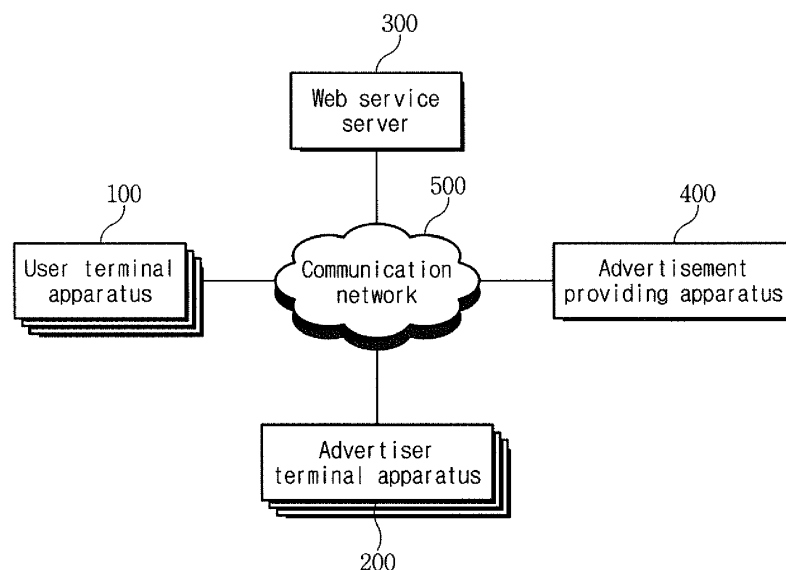 300
Web service
server
100
500
400
User terminal
apparatus
Communication
network
Advertisement
providing apparatus
Advertiser
terminal apparatus
200